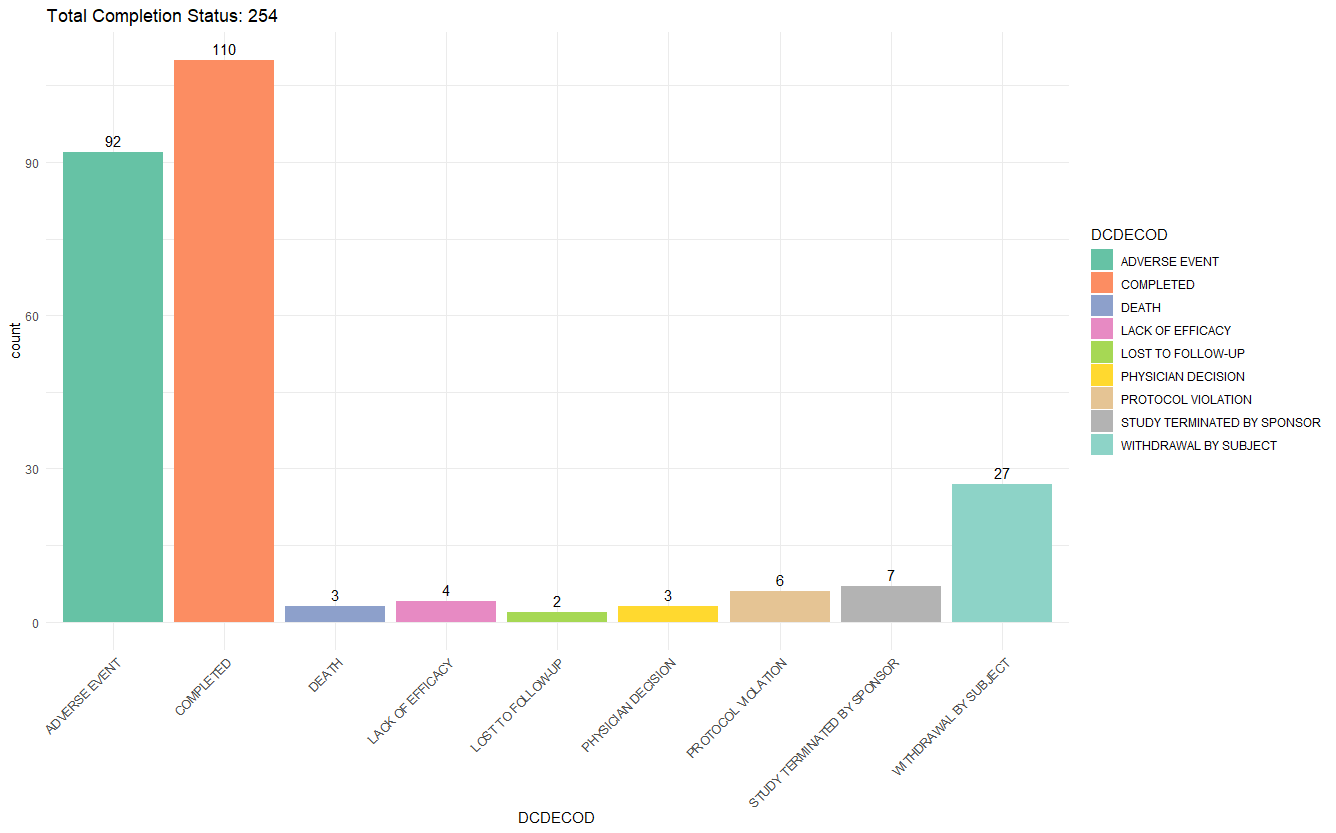 Total Completion Status: 254
110
92
90
60
30
27
7
6
4
3
3
2
0
count
ADVERSE EVENT
COMPLETED
DEATH
LACK OF EFFICACY
LOST TO FOLLOW-UP
PHYSICIAN DECISION
PROTOCOL VIOLATION
STUDY TERMINATED BY SPONSOR
WITHDRAWAL BY SUBJECT
DCDECOD
DCDECOD
ADVERSE EVENT
COMPLETED
DEATH
LACK OF EFFICACY
LOST TO FOLLOW-UP
PHYSICIAN DECISION
PROTOCOL VIOLATION
STUDY TERMINATED BY SPONSOR
WITHDRAWAL BY SUBJECT